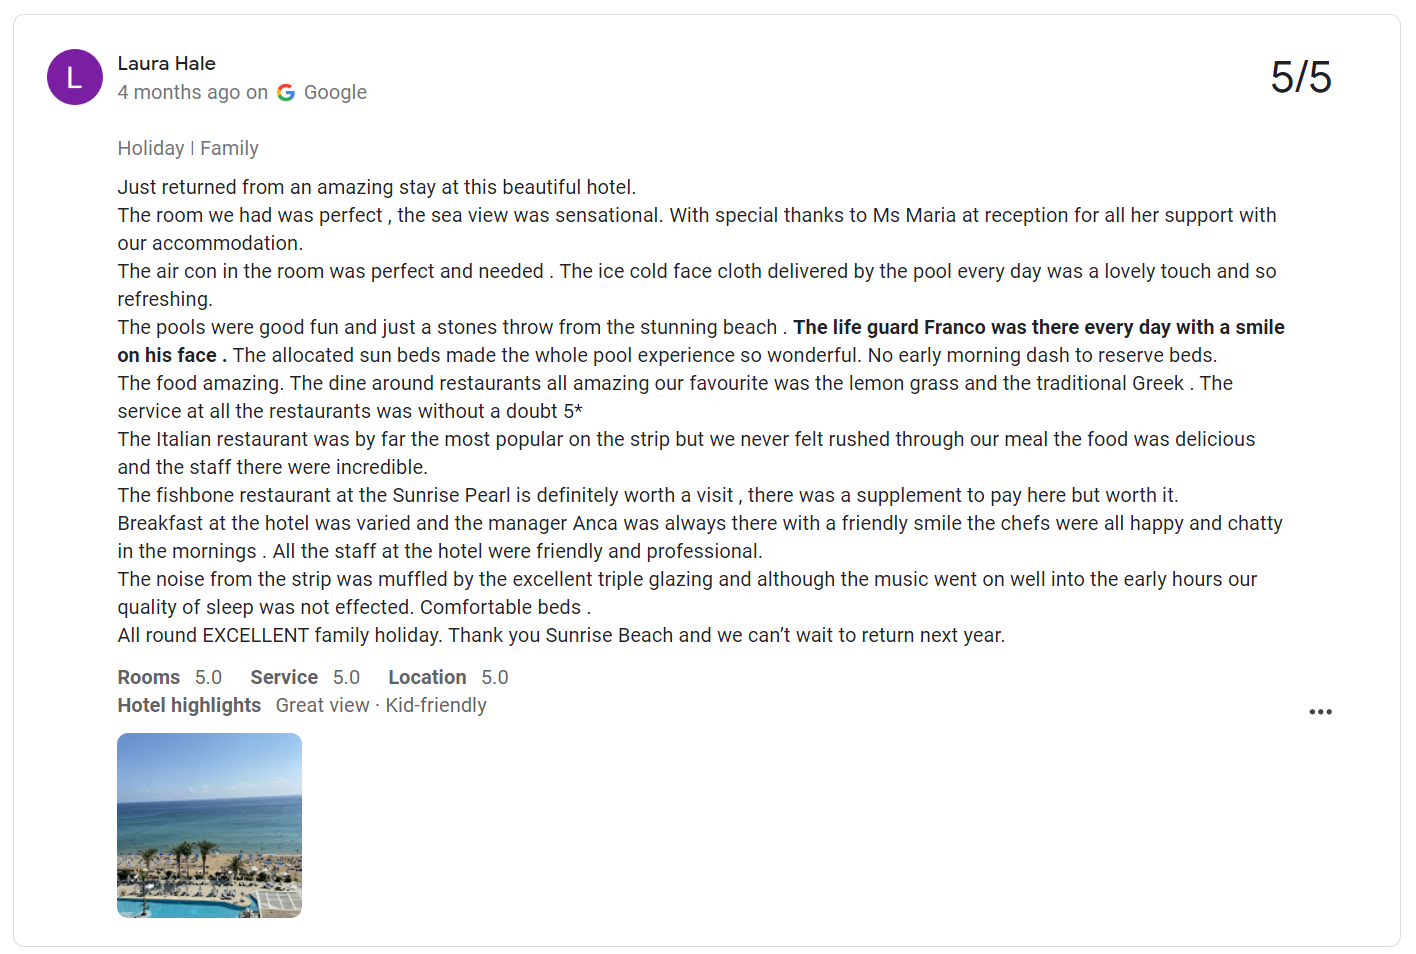 L
Laura Hale
5/5
4 months ago on Google
Holiday | Family
Just returned from an amazing stay at this beautiful hotel.
The room we had was perfect , the sea view was sensational. With special thanks to Ms Maria at reception for all her support with
our accommodation.
The air con in the room was perfect and needed . The ice cold face cloth delivered by the pool every day was a lovely touch and so
refreshing.
The pools were good fun and just a stones throw from the stunning beach . The life guard Franco was there every day with a smile
on his face . The allocated sun beds made the whole pool experience so wonderful. No early morning dash to reserve beds.
The food amazing. The dine around restaurants all amazing our favourite was the lemon grass and the traditional Greek . The
service at all the restaurants was without a doubt 5*
The Italian restaurant was by far the most popular on the strip but we never felt rushed through our meal the food was delicious
and the staff there were incredible.
The fishbone restaurant at the Sunrise Pearl is definitely worth a visit , there was a supplement to pay here but worth it.
Breakfast at the hotel was varied and the manager Anca was always there with a friendly smile the chefs were all happy and chatty
in the mornings . All the staff at the hotel were friendly and professional.
The noise from the strip was muffled by the excellent triple glazing and although the music went on well into the early hours our
quality of sleep was not effected. Comfortable beds .
All round EXCELLENT family holiday. Thank you Sunrise Beach and we can’t wait to return next year.
Rooms 5.0 Service 5.0 Location 5.0
Hotel highlights Great view · Kid-friendly